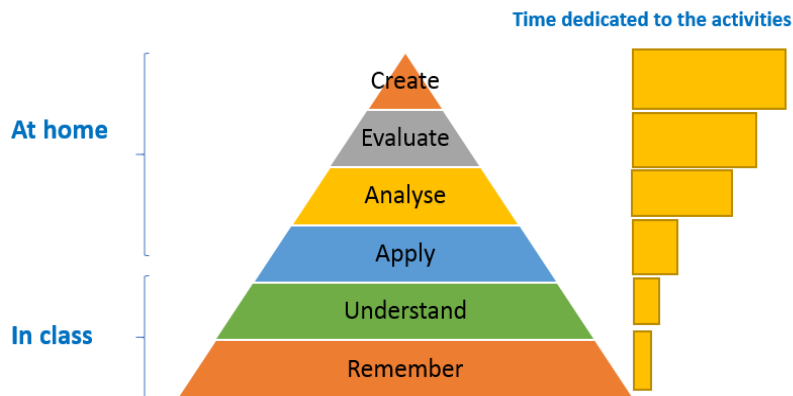 Time dedicated to the activities
Create
At home
Evaluate
Analyse
Apply
Understand
In class
Remember